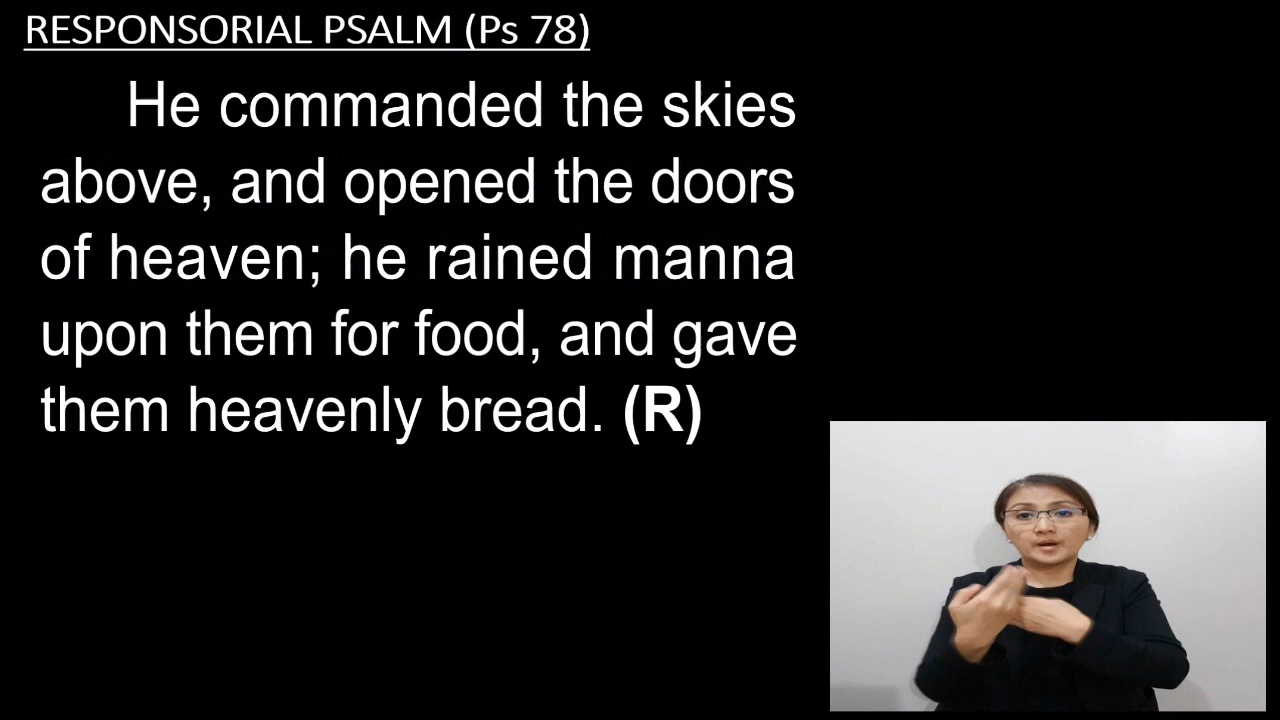 RESPONSORIAL PSALM (Ps 78)
He commanded the skies
above, and opened the doors
of heaven; he rained manna
upon them for food, and gave
them heavenly bread. (R)